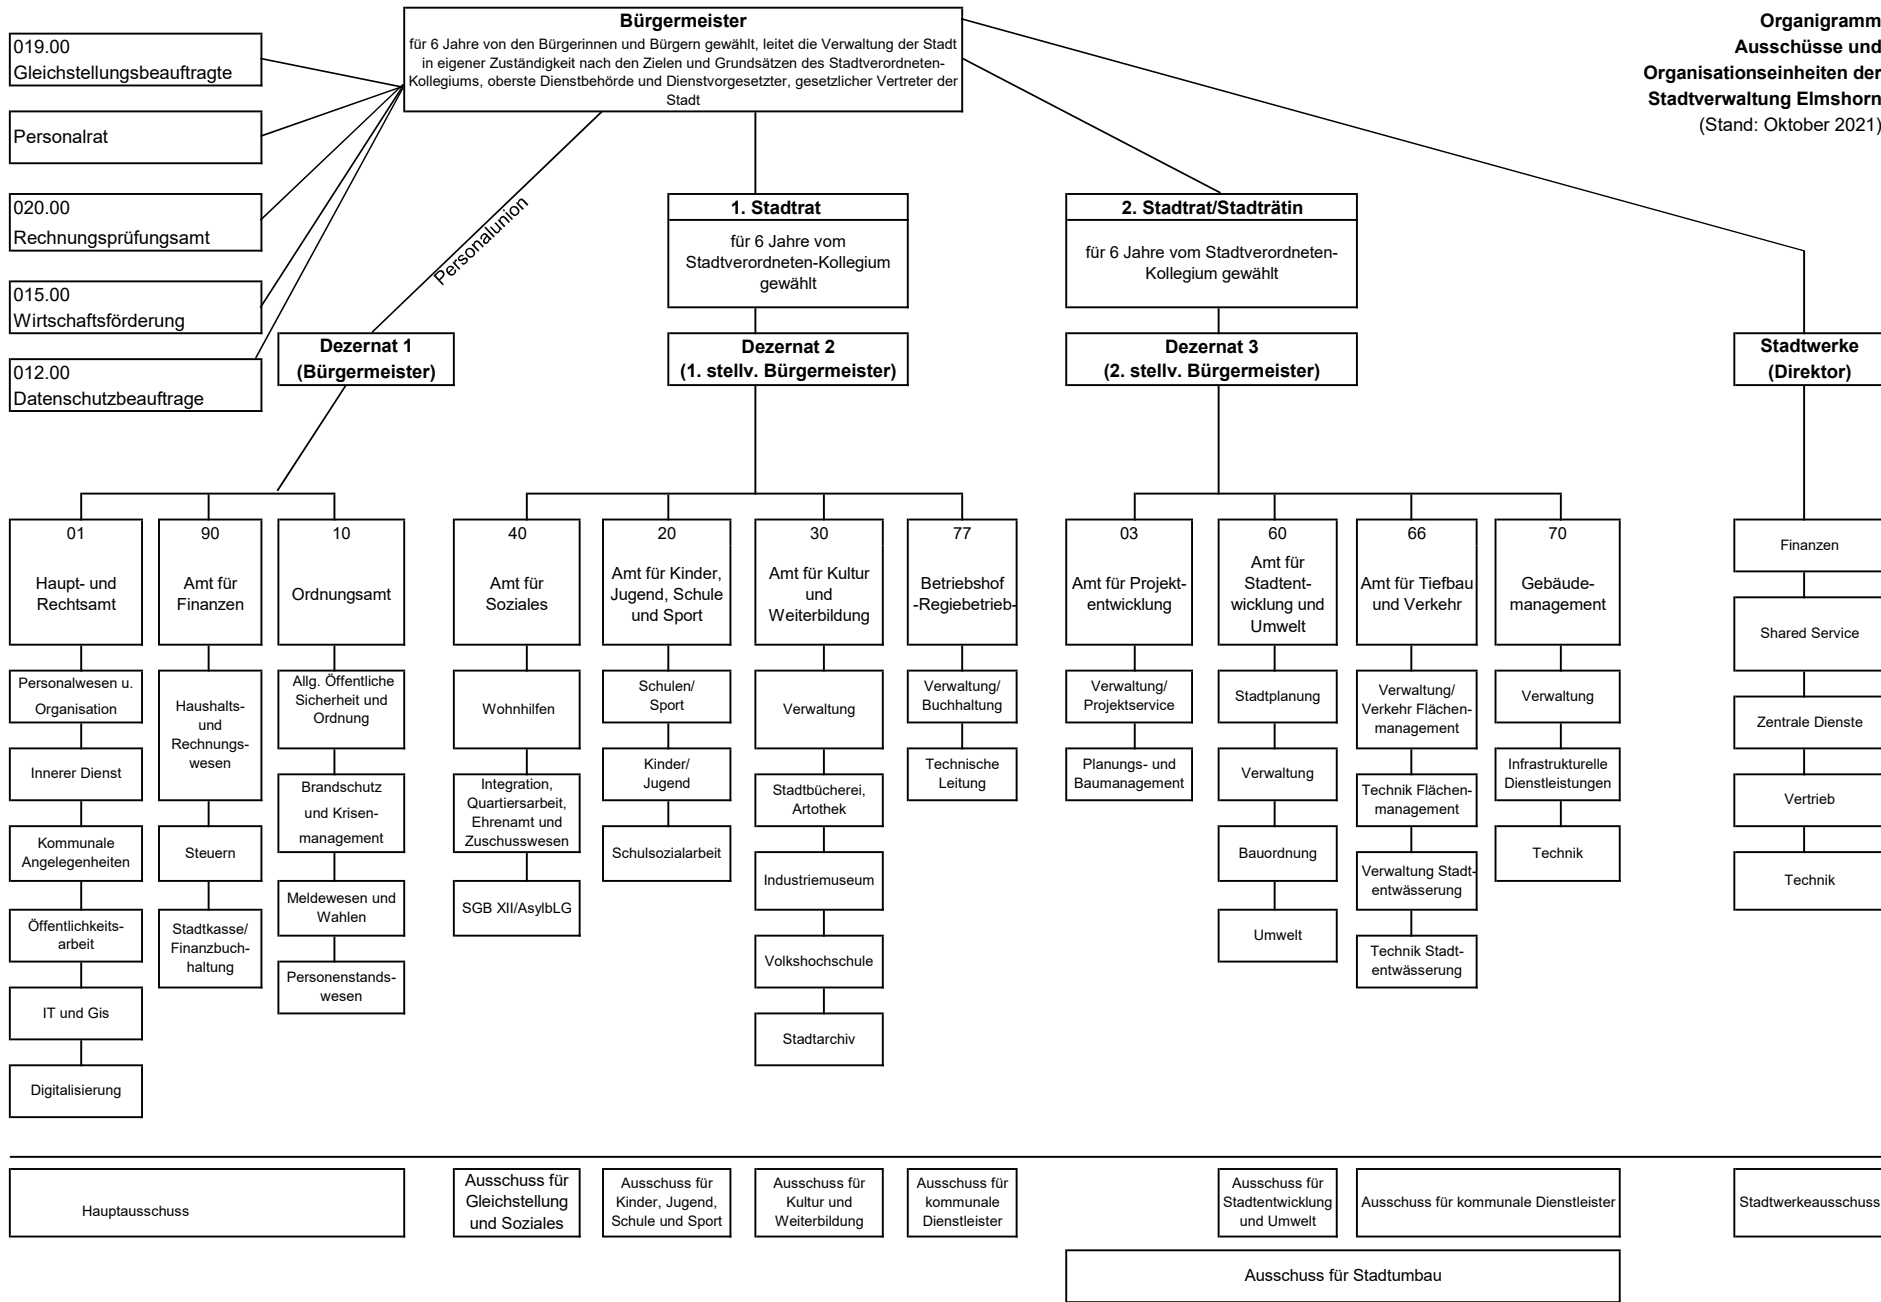 Bürgermeister
für 6 Jahre von den Bürgerinnen und Bürgern gewählt, leitet die Verwaltung der Stadt
in eigener Zuständigkeit nach den Zielen und Grundsätzen des Stadtverordneten-
Kollegiums, oberste Dienstbehörde und Dienstvorgesetzter, gesetzlicher Vertreter der
Stadt
Organigramm
Ausschüsse und
Organisationseinheiten der
Stadtverwaltung Elmshorn
(Stand: Oktober 2021)
019.00
Gleichstellungsbeauftragte
Personalrat
020.00
Rechnungsprüfungsamt
015.00
Wirtschaftsförderung
012.00
Datenschutzbeauftrage
Personalunion
1. Stadtrat
für 6 Jahre vom
Stadtverordneten-Kollegium
gewählt
2. Stadtrat/Stadträtin
für 6 Jahre vom Stadtverordneten-
Kollegium gewählt
Dezernat 1
(Bürgermeister)
Dezernat 2
(1. stellv. Bürgermeister)
Dezernat 3
(2. stellv. Bürgermeister)
Stadtwerke
(Direktor)
01
Haupt- und
Rechtsamt
Personalwesen u.
Organisation
Innerer Dienst
Kommunale
Angelegenheiten
Öffentlichkeits-
arbeit
IT und Gis
Digitalisierung
90
Amt für
Finanzen
Haushalts-
und
Rechnungs-
wesen
Steuern
Stadtkasse/
Finanzbuch-
haltung
10
Ordnungsamt
Allg. Öffentliche
Sicherheit und
Ordnung
Brandschutz
und Krisen-
management
Meldewesen und
Wahlen
Personenstands-
wesen
40
Amt für
Soziales
Wohnhilfen
Integration,
Quartiersarbeit,
Ehrenamt und
Zuschusswesen
SGB XII/AsylbLG
20
Amt für Kinder,
Jugend, Schule
und Sport
Schulen/
Sport
Kinder/
Jugend
Schulsozialarbeit
30
Amt für Kultur
und
Weiterbildung
Verwaltung
Stadtbücherei,
Artothek
Industriemuseum
Volkshochschule
Stadtarchiv
77
Betriebshof
-Regiebetrieb-
Verwaltung/
Buchhaltung
Technische
Leitung
03
Amt für Projekt-
entwicklung
Verwaltung/
Projektservice
Planungs- und
Baumanagement
60
Amt für
Stadtent-
wicklung und
Umwelt
Stadtplanung
Verwaltung
Bauordnung
Umwelt
66
Amt für Tiefbau
und Verkehr
Verwaltung/
Verkehr Flächen-
management
Technik Flächen-
management
Verwaltung Stadt-
entwässerung
Technik Stadt-
entwässerung
70
Gebäude-
management
Verwaltung
Infrastrukturelle
Dienstleistungen
Technik
Finanzen
Shared Service
Zentrale Dienste
Vertrieb
Technik
Hauptausschuss
Ausschuss für
Gleichstellung
und Soziales
Ausschuss für
Kinder, Jugend,
Schule und Sport
Ausschuss für
Kultur und
Weiterbildung
Ausschuss für
kommunale
Dienstleister
Ausschuss für
Stadtentwicklung
und Umwelt
Ausschuss für kommunale Dienstleister
Stadtwerkeausschuss
Ausschuss für Stadtumbau